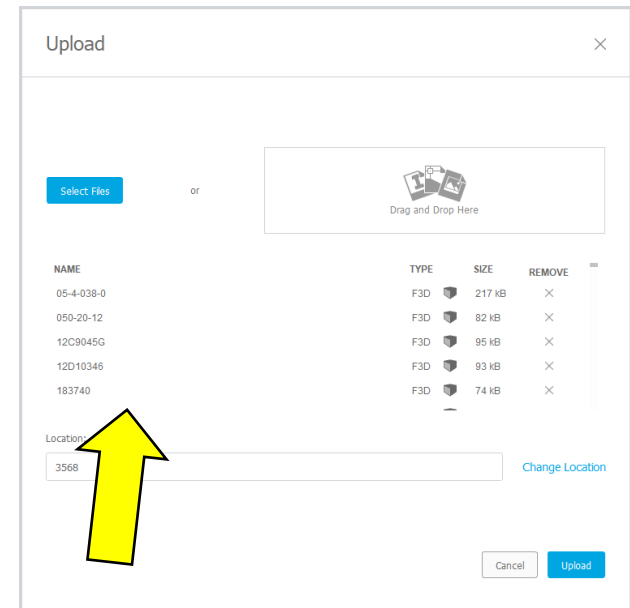 Upload
Select Files or
Drag and Drop Here
NAME TYPE SIZE REMOVE
05-4-038-0 F3D 217 kB
050-20-12 F3D 82 kB
12C9045G F3D 95 kB
12D10346 F3D 93 kB
183740 F3D 74 kB
Location:
3568 Change Location
Cancel Upload